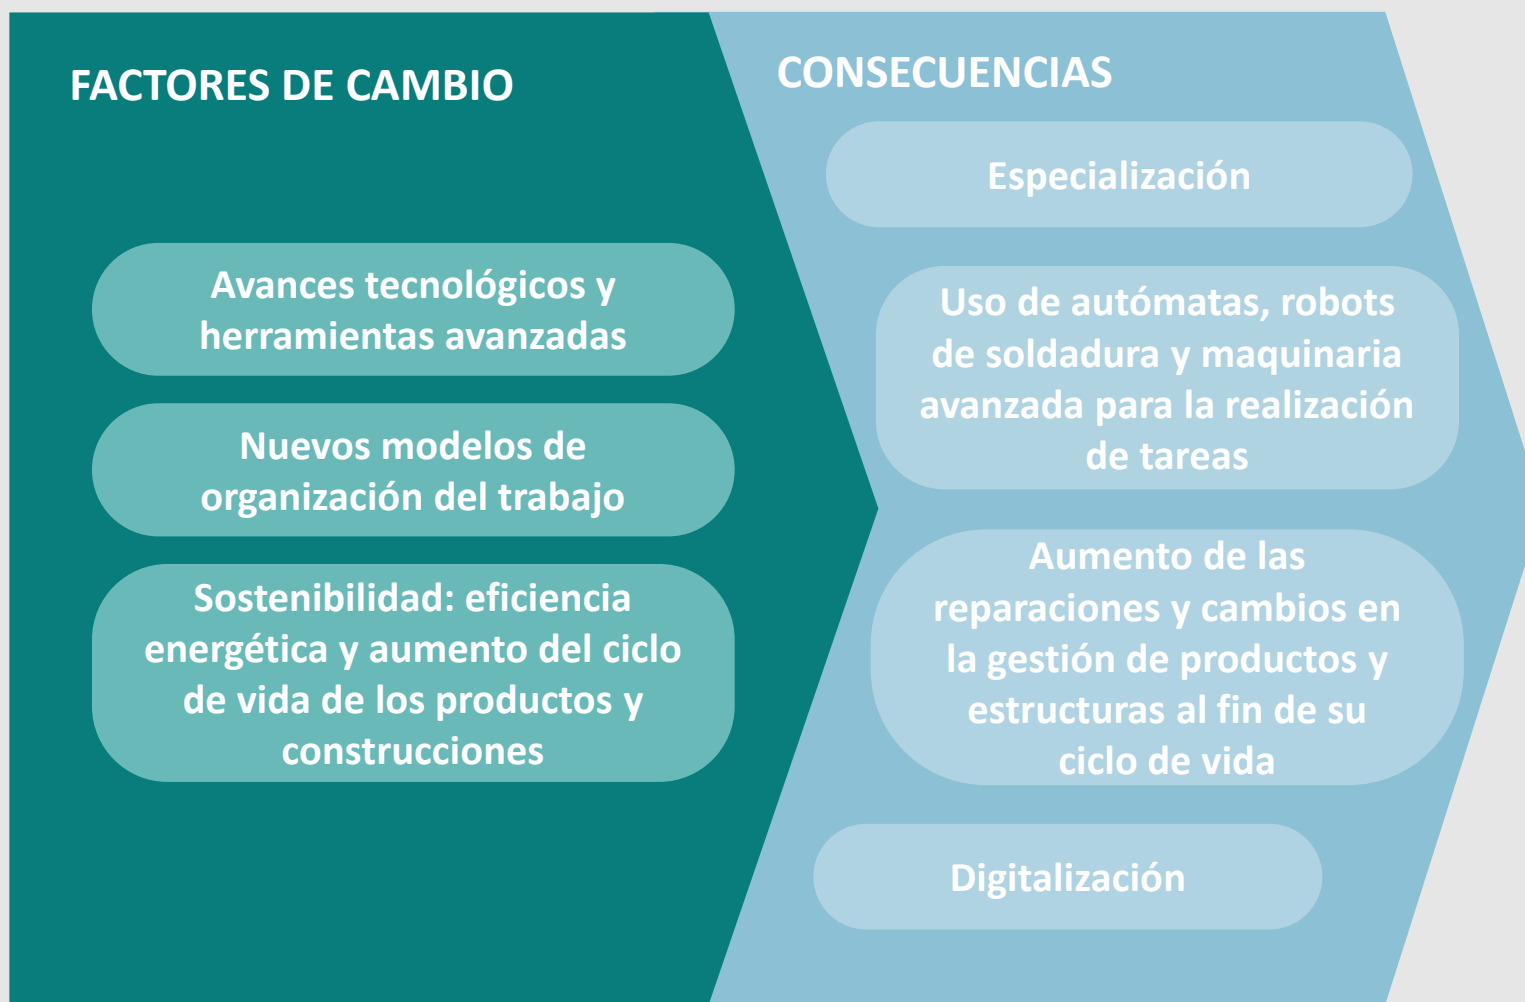 FACTORES DE CAMBIO
Avances tecnológicos y
herramientas avanzadas
Nuevos modelos de
organización del trabajo
Sostenibilidad: eficiencia
energética y aumento del ciclo
de vida de los productos y
construcciones
CONSECUENCIAS
Especialización
Uso de autómatas, robots
de soldadura y maquinaria
avanzada para la realización
de tareas
Aumento de las
reparaciones y cambios en
la gestión de productos y
estructuras al fin de su
ciclo de vida
Digitalización